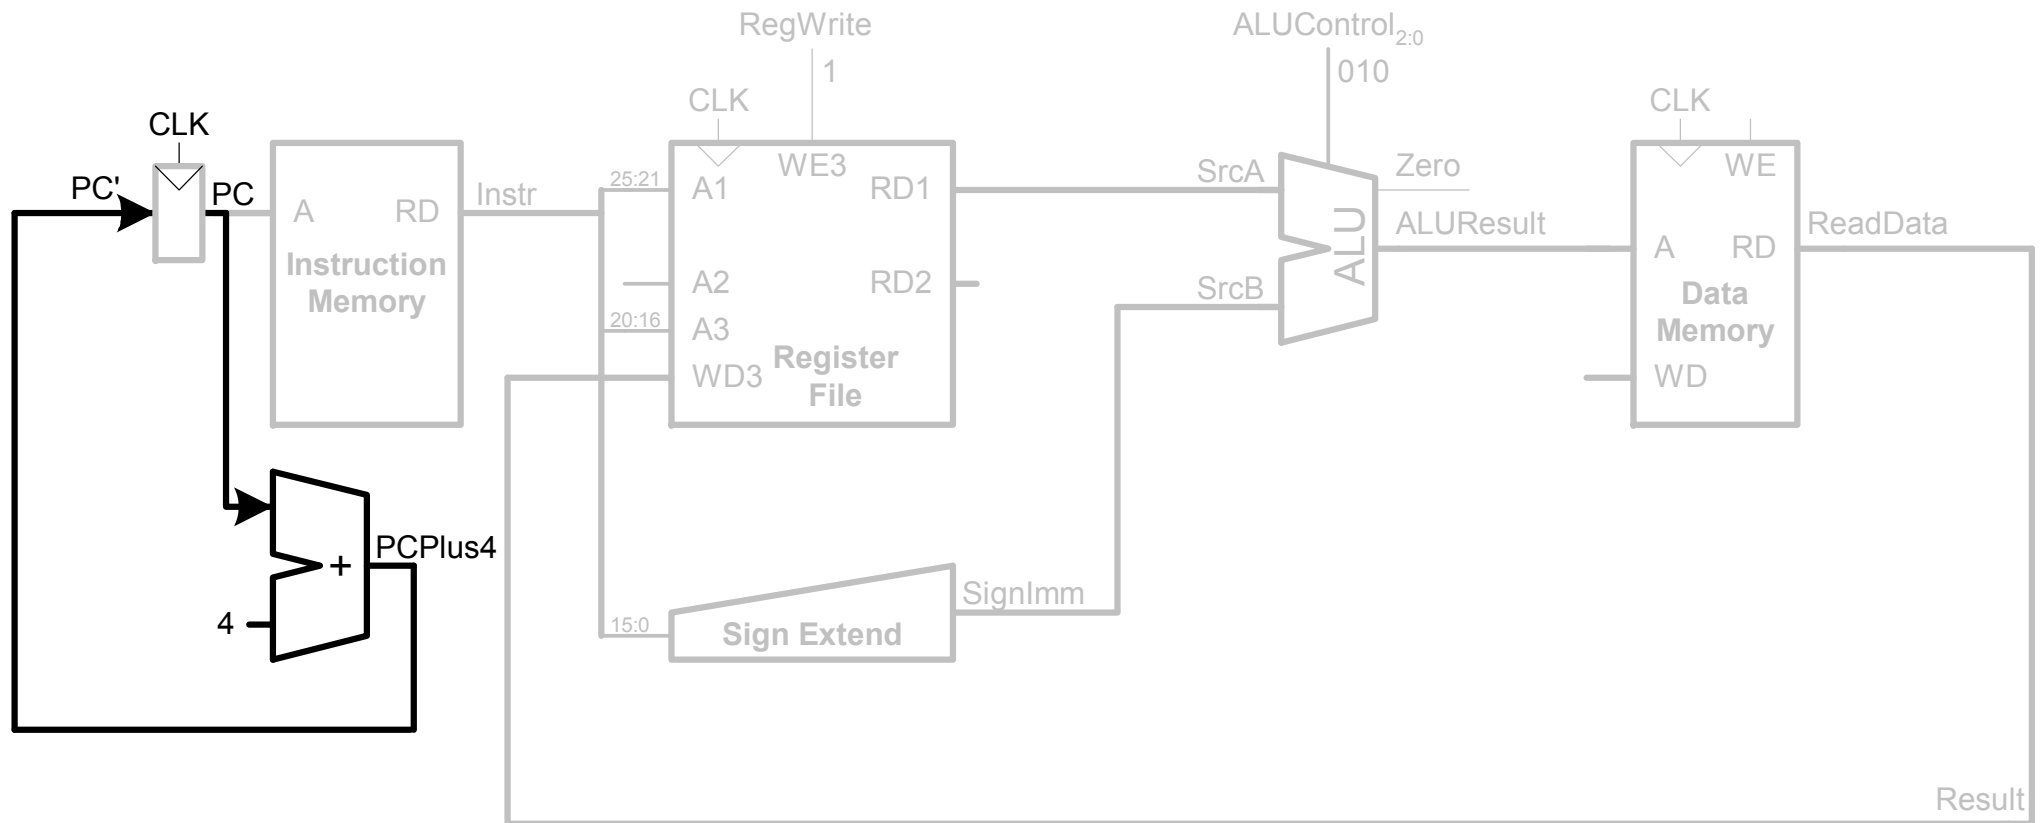 RegWrite
ALUControl2:0
1
010
CLK
CLK
CLK
PC'
PC
A
RD
Instruction
Memory
Instr
25:21
20:16
15:0
WE3
A1
RD1
A2
RD2
A3
WD3
Register
File
SrcA
SrcB
ALU
Zero
ALUResult
WE
A
RD
Data
Memory
WD
ReadData
+
PCPlus4
4
SignImm
Sign Extend
Result